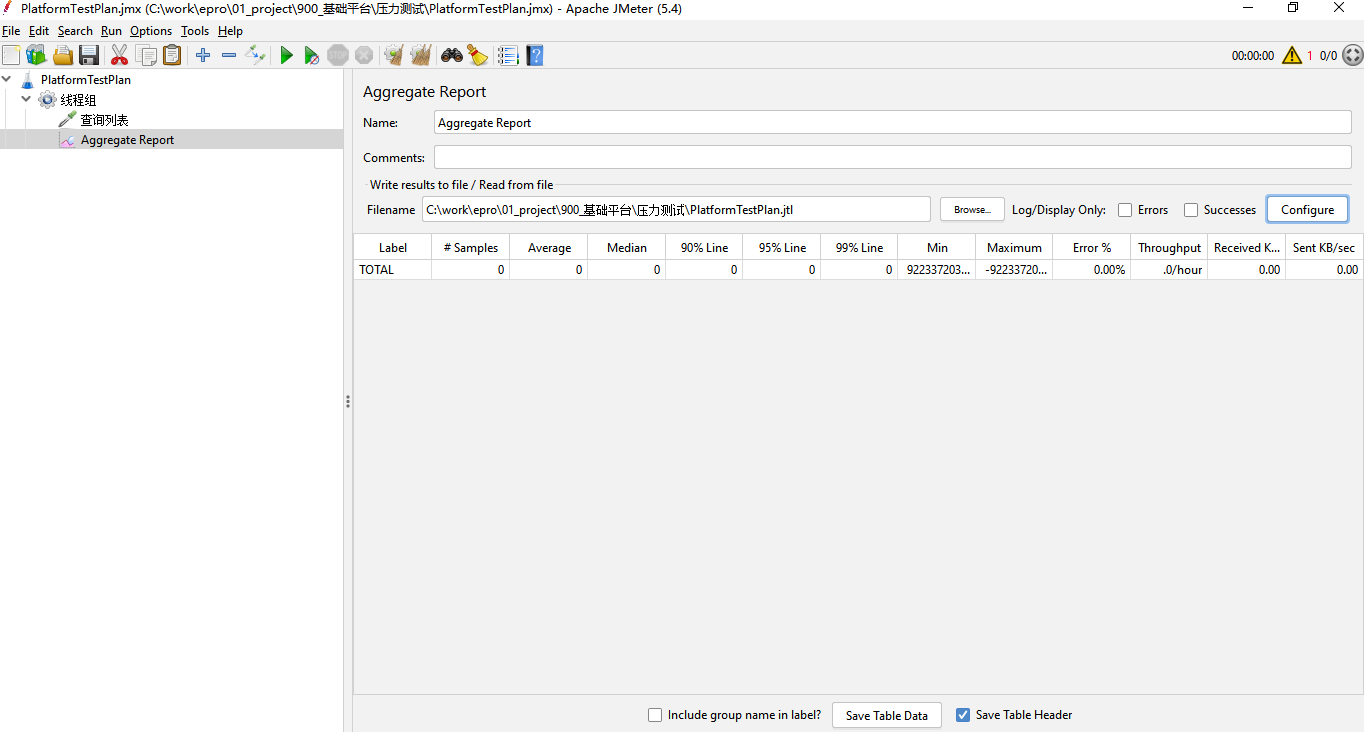 PlatformTestPlan.jmx (C:\work\epro\01_project\900_基础平台\压力测试\PlatformTestPlan.jmx) - Apache JMeter (5.4)
File Edit Search Run Options Tools Help
STOP 00:00:00 1 0/0
PlatformTestPlan
线程组
查询列表
Aggregate Report
Aggregate Report
Name: Aggregate Report
Comments:
Write results to file / Read from file
Filename C:\work\epro\01_project\900_基础平台\压力测试\PlatformTestPlan.jtl Browse... Log/Display Only: Errors Successes Configure
Label # Samples Average Median 90% Line 95% Line 99% Line Min Maximum Error % Throughput Received K... Sent KB/sec
TOTAL 0 0 0 0 0 0 922337203... -92233720... 0.00% .0/hour 0.00 0.00
Include group name in label? Save Table Data Save Table Header